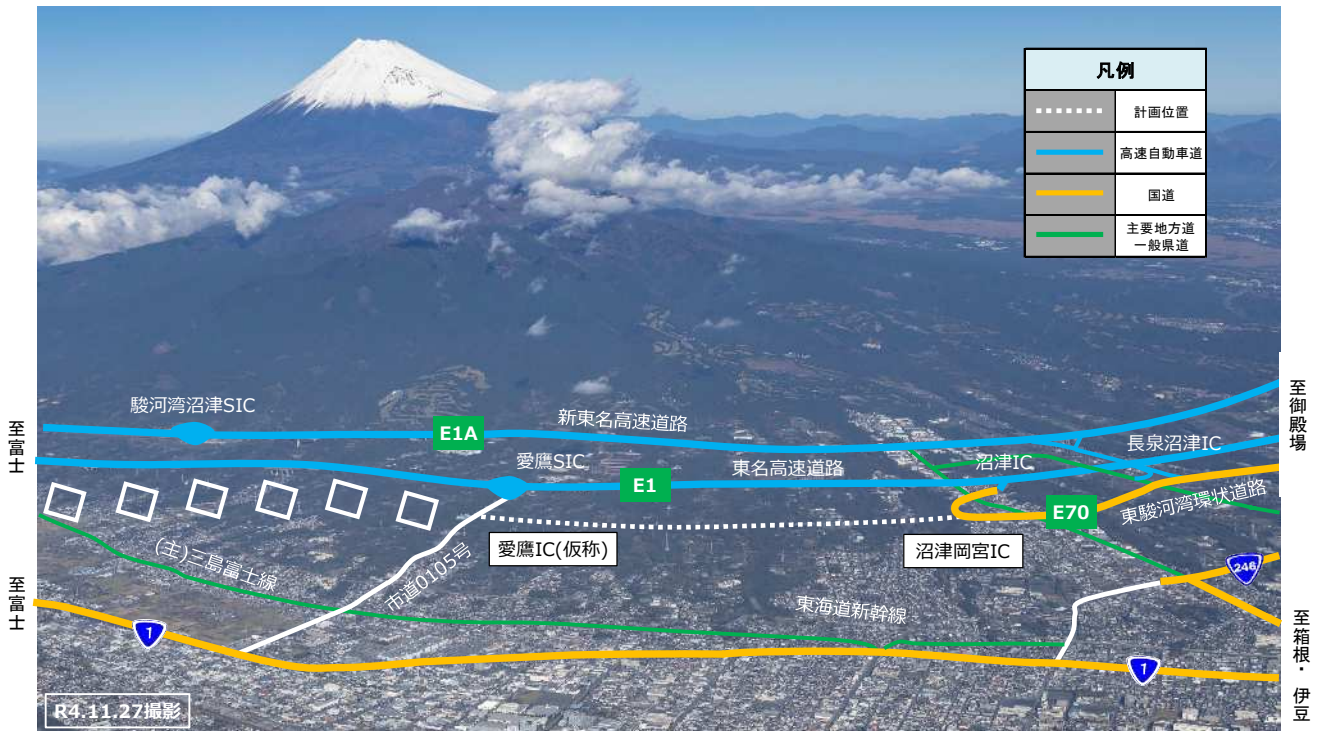 凡例
計画位置
高速自動車道
国道
主要地方道
一般県道
至富士
至御殿場
駿河湾沼津SIC
E1A
新東名高速道路
愛鷹SIC
E1
東名高速道路
沼津IC
長泉沼津IC
E70
東駿河湾環状道路
愛鷹IC(仮称)
沼津岡宮IC
(主)三島富士線
市道0105号
東海道新幹線
246
至富士
1
1
至箱根・伊豆
R4.11.27撮影